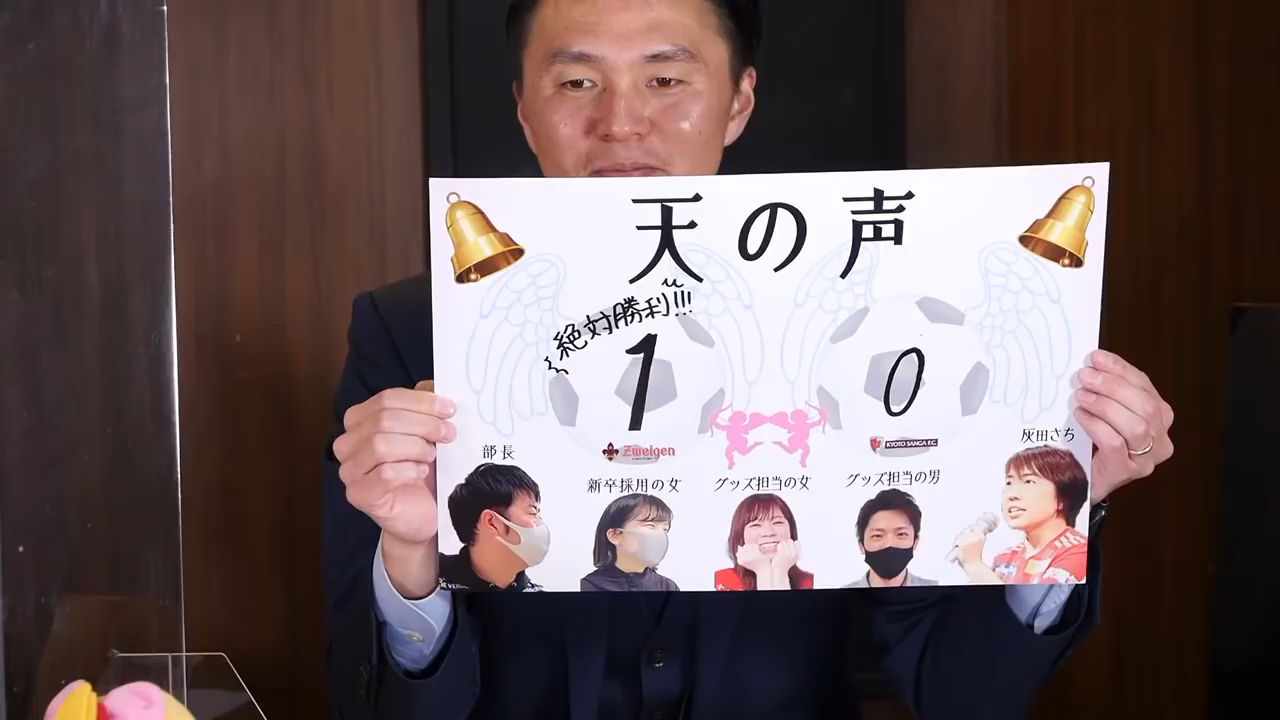 天の声
絶対勝利!!!
1
0
Zweigen
KYOTO SANGA F.C.
部長
新卒採用の女
グッズ担当の女
グッズ担当の男
灰田さち